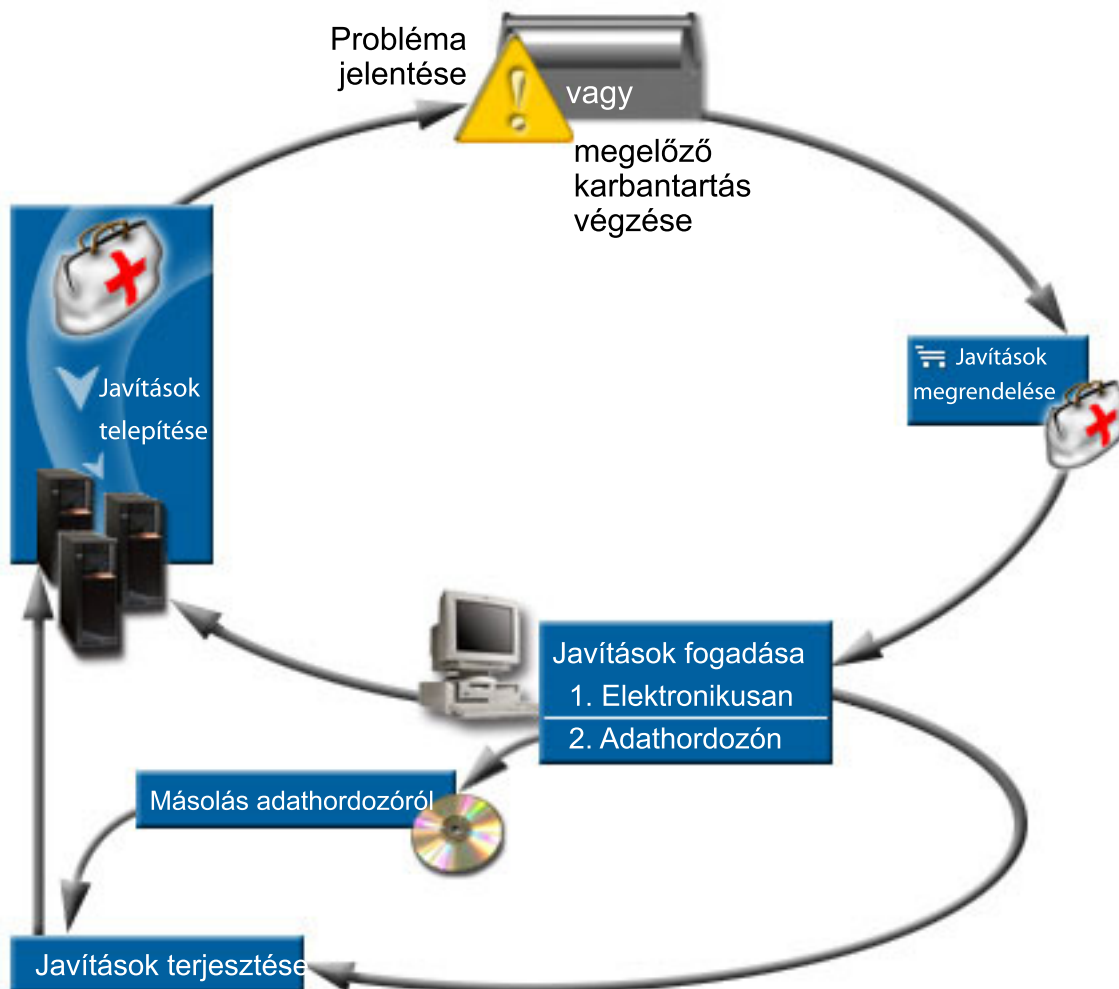 Probléma
jelentése
vagy
megelőző
karbantartás
végzése
Javítások
megrendelése
Javítások
telepítése
Javítások fogadása
1. Elektronikusan
2. Adathordozón
Másolás adathordozóról
Javítások terjesztése